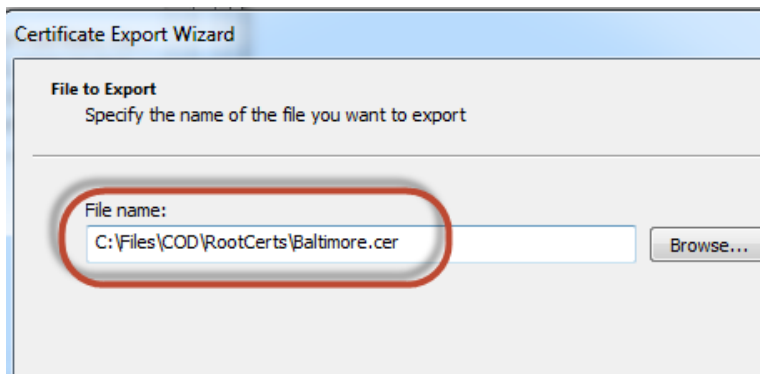 Certificate Export Wizard
File to Export
Specify the name of the file you want to export
File name:
C:\Files\COD\RootCerts\Baltimore.cer
Browse...